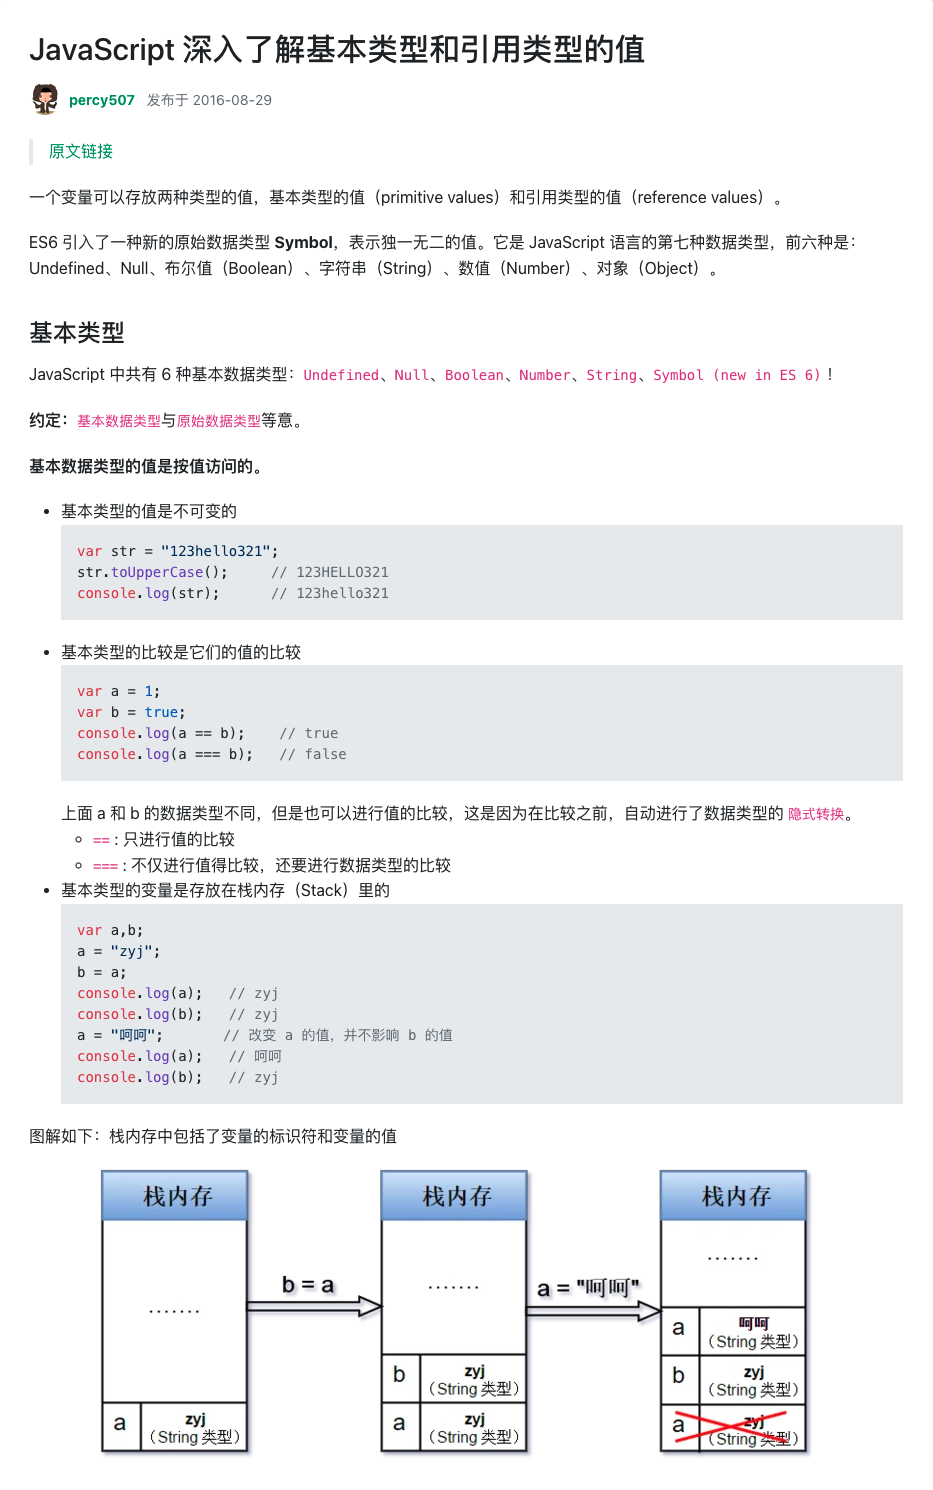 JavaScript 深入了解基本类型和引用类型的值
percy507 发布于 2016-08-29
原文链接
一个变量可以存放两种类型的值，基本类型的值（primitive values）和引用类型的值（reference values）。
ES6 引入了一种新的原始数据类型 Symbol，表示独一无二的值。它是 JavaScript 语言的第七种数据类型，前六种是：
Undefined、Null、布尔值（Boolean）、字符串（String）、数值（Number）、对象（Object）。
基本类型
JavaScript 中共有 6 种基本数据类型：Undefined、Null、Boolean、Number、String、Symbol (new in ES 6)！
约定：基本数据类型与原始数据类型等意。
基本数据类型的值是按值访问的。
• 基本类型的值是不可变的
var str = "123hello321";
str.toUpperCase();     // 123HELLO321
console.log(str);      // 123hello321
• 基本类型的比较是它们的值的比较
var a = 1;
var b = true;
console.log(a == b);    // true
console.log(a === b);   // false
上面 a 和 b 的数据类型不同，但是也可以进行值的比较，这是因为在比较之前，自动进行了数据类型的 隐式转换。
◦ == : 只进行值的比较
◦ === : 不仅进行值得比较，还要进行数据类型的比较
• 基本类型的变量是存放在栈内存（Stack）里的
var a,b;
a = "zyj";
b = a;
console.log(a);   // zyj
console.log(b);   // zyj
a = "呵呵";       // 改变 a 的值，并不影响 b 的值
console.log(a);   // 呵呵
console.log(b);   // zyj
图解如下：栈内存中包括了变量的标识符和变量的值
栈内存
.......
a zyj
（String 类型）
b = a
栈内存
.......
b zyj
（String 类型）
a zyj
（String 类型）
a = "呵呵"
栈内存
.......
a 呵呵
（String 类型）
b zyj
（String 类型）
a zyj
（String 类型）